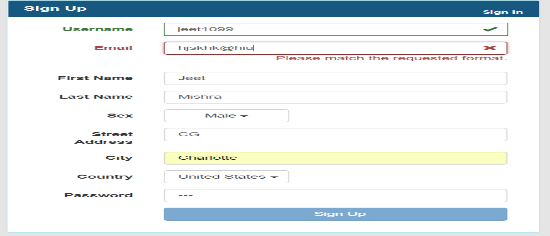 Sign Up
Sign In
Username jeet1099
Email
Please match the requested format.
First Name Jeet
Last Name Mishra
Sex Male
Street Address CG
City Charlotte
Country United States
Password
Sign Up